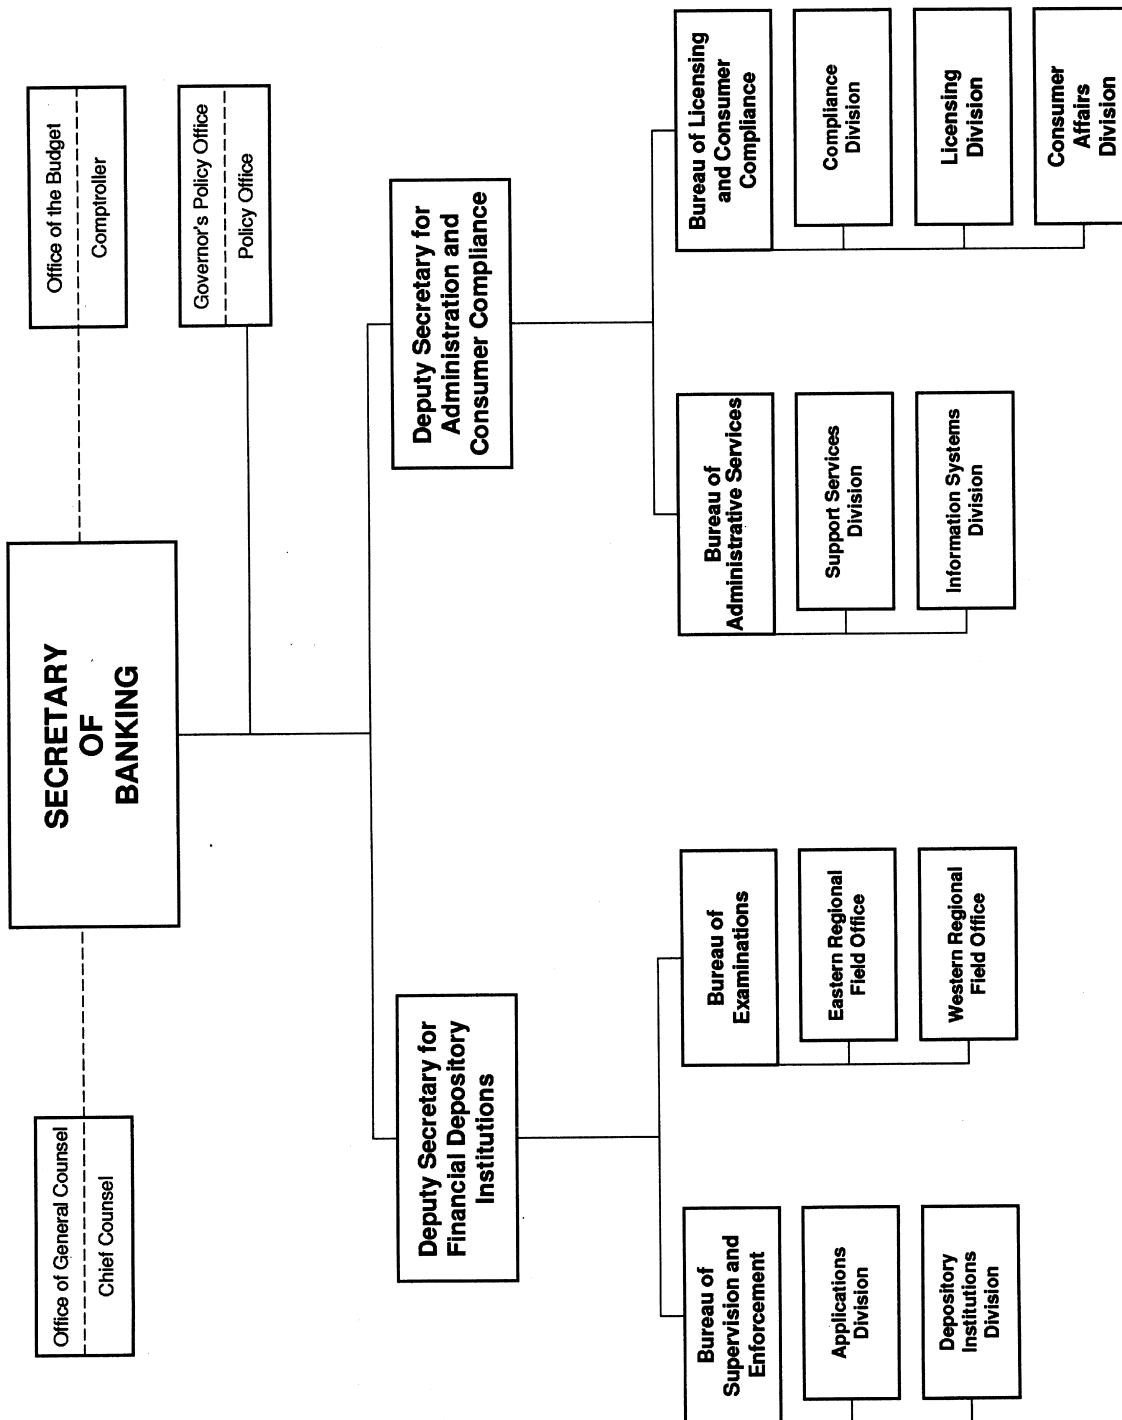 SECRETARY
OF
BANKING
Office of General Counsel
Chief Counsel
Office of the Budget
Comptroller
Governor's Policy Office
Policy Office
Deputy Secretary for
Financial Depository
Institutions
Deputy Secretary for
Administration and
Consumer Compliance
Bureau of
Supervision and
Enforcement
Applications
Division
Depository
Institutions
Division
Bureau of
Examinations
Eastern Regional
Field Office
Western Regional
Field Office
Bureau of
Administrative Services
Support Services
Division
Information Systems
Division
Bureau of Licensing
and Consumer
Compliance
Compliance
Division
Licensing
Division
Consumer
Affairs
Division